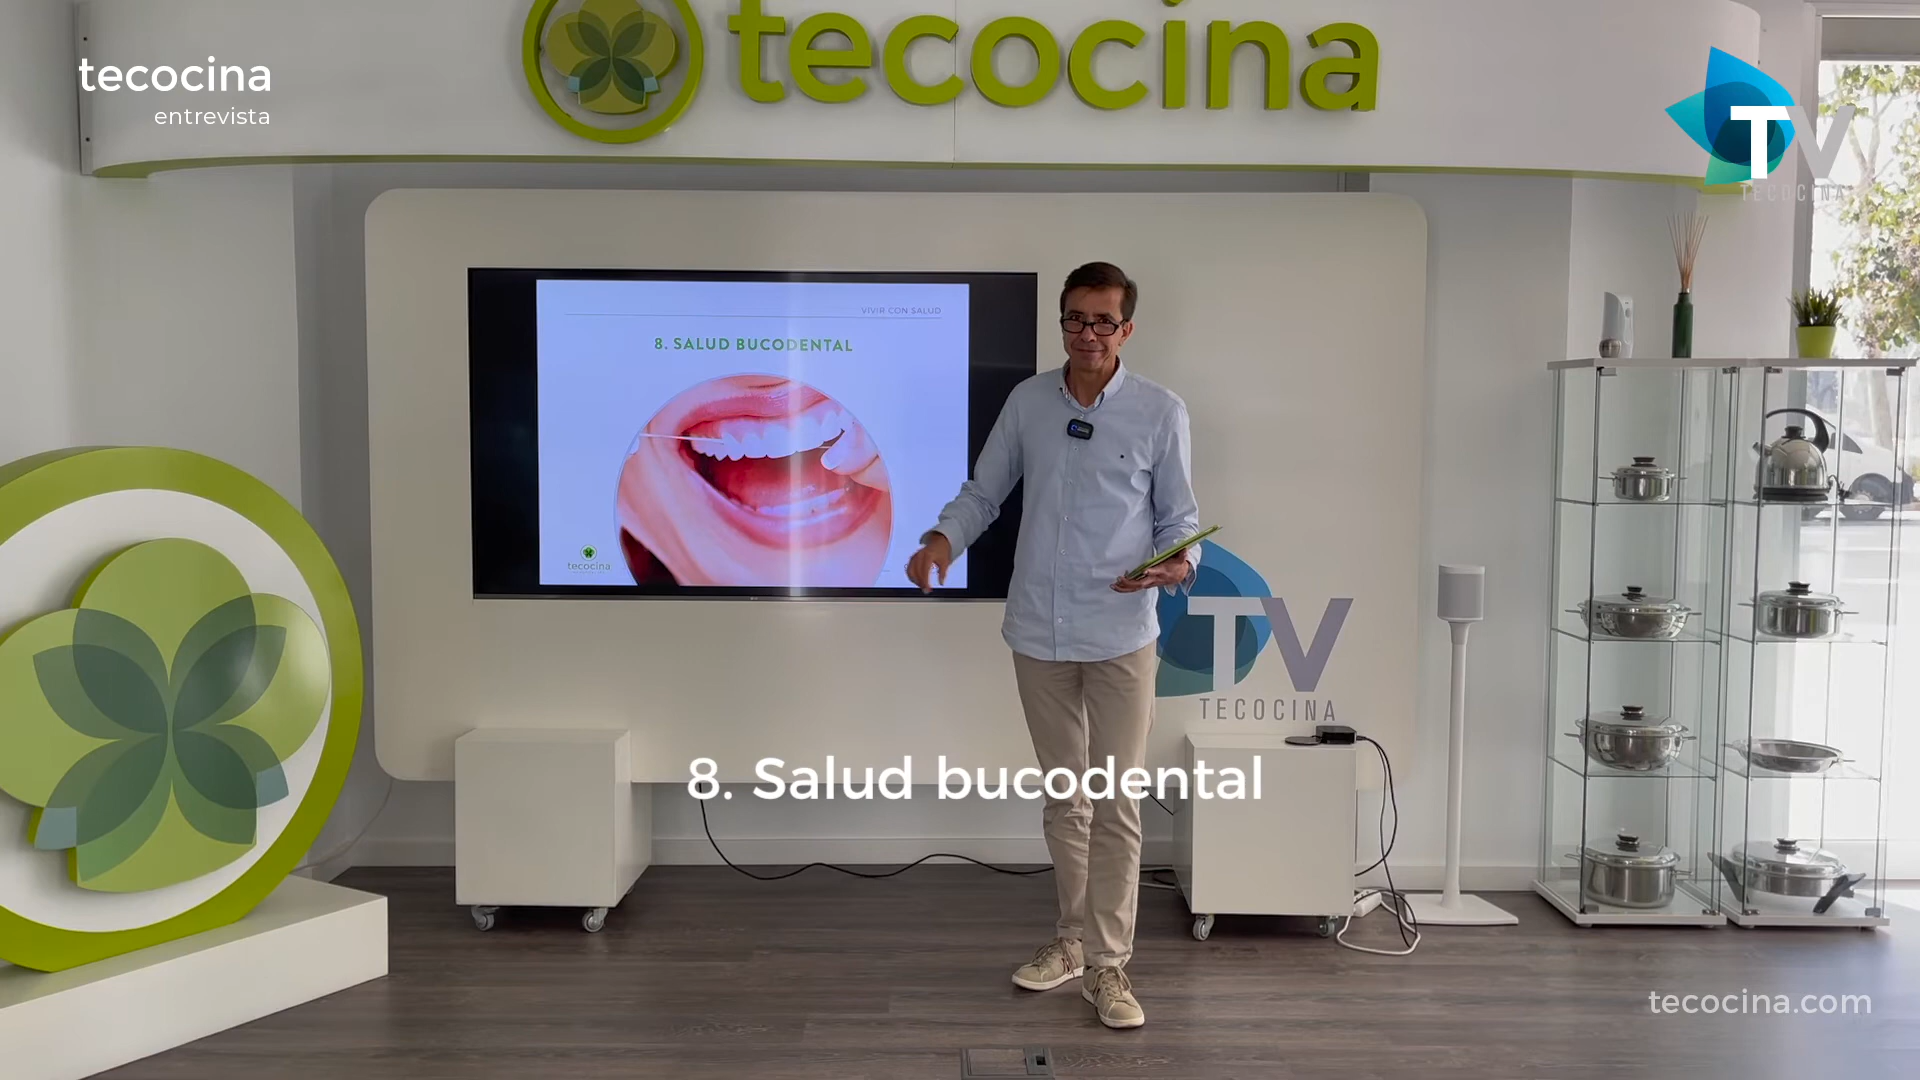 tecocina
entrevista
tecocina
TV
TECOCINA
VIVIR CON SALUD
8. SALUD BUCODENTAL
tecocina
TV
TECOCINA
8. Salud bucodental
tecocina.com